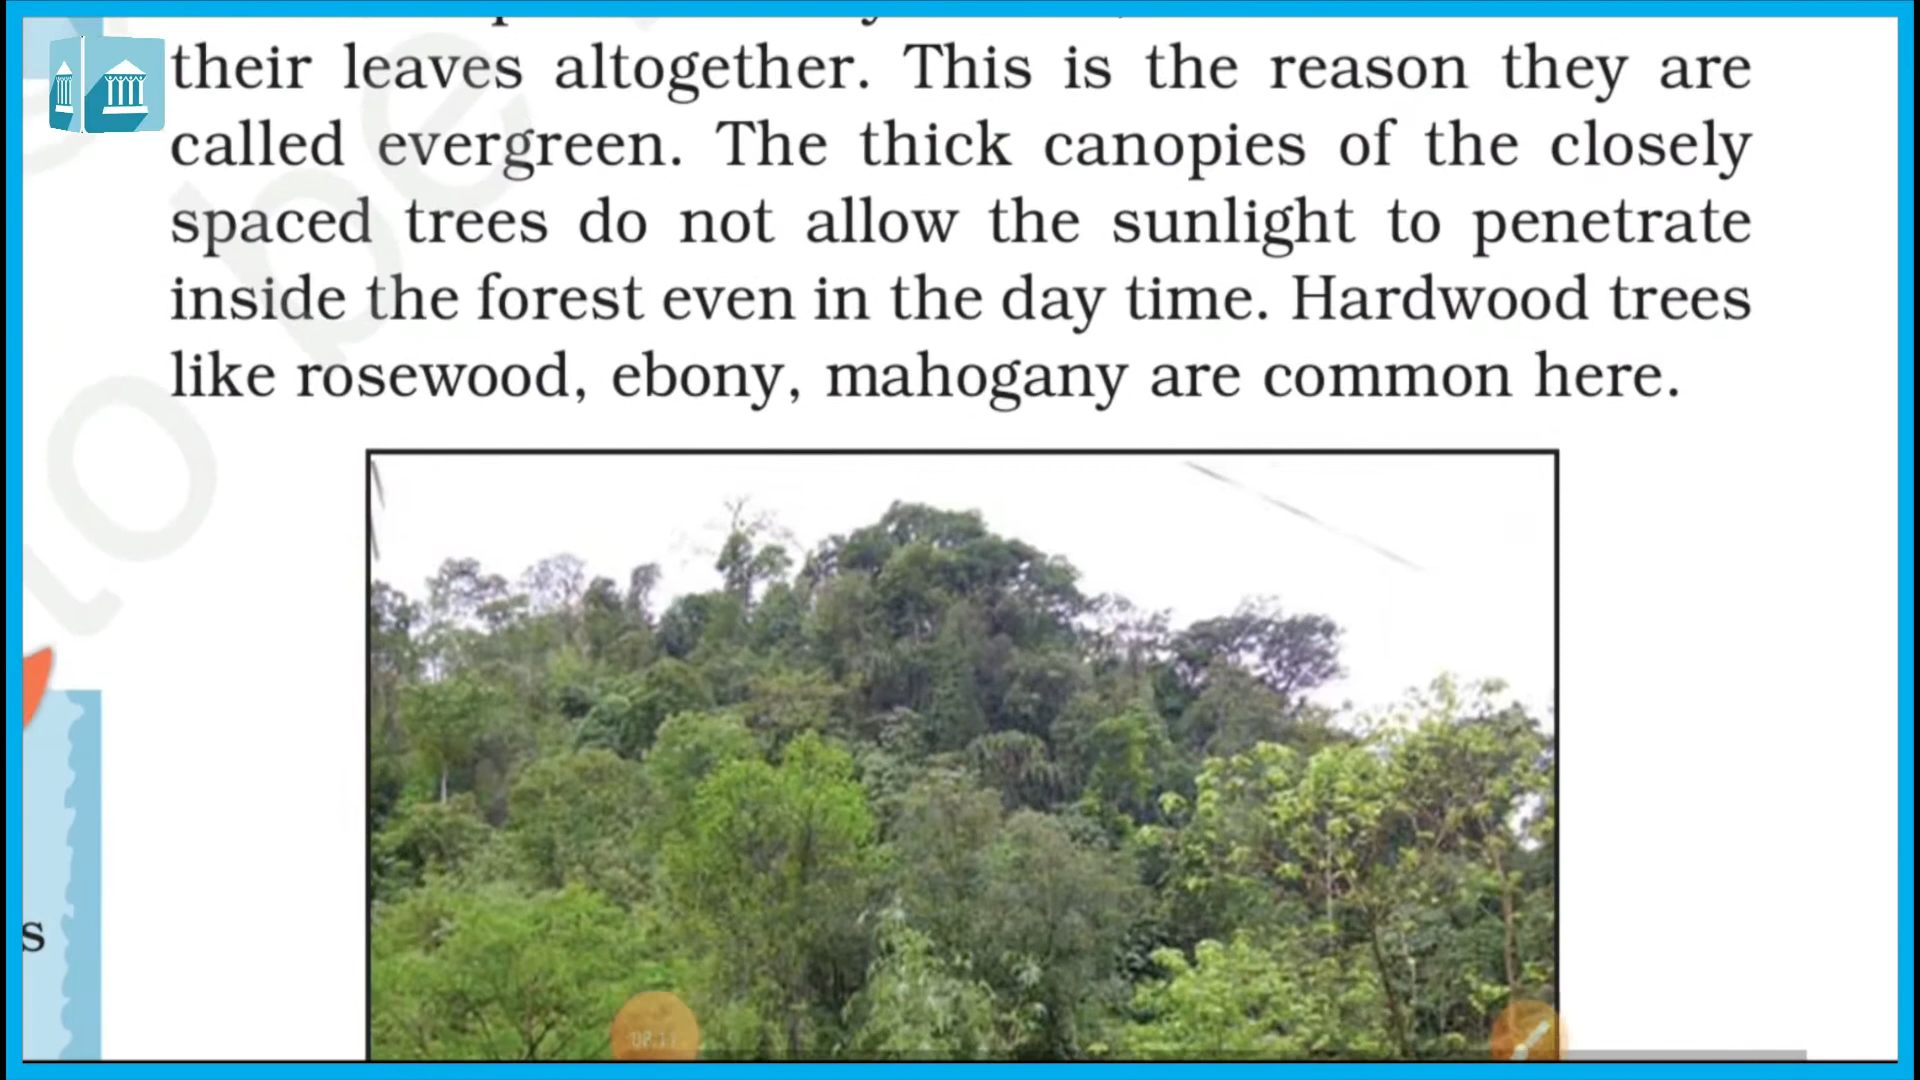 their leaves altogether. This is the reason they are
called evergreen. The thick canopies of the closely
spaced trees do not allow the sunlight to penetrate
inside the forest even in the day time. Hardwood trees
like rosewood, ebony, mahogany are common here.
s